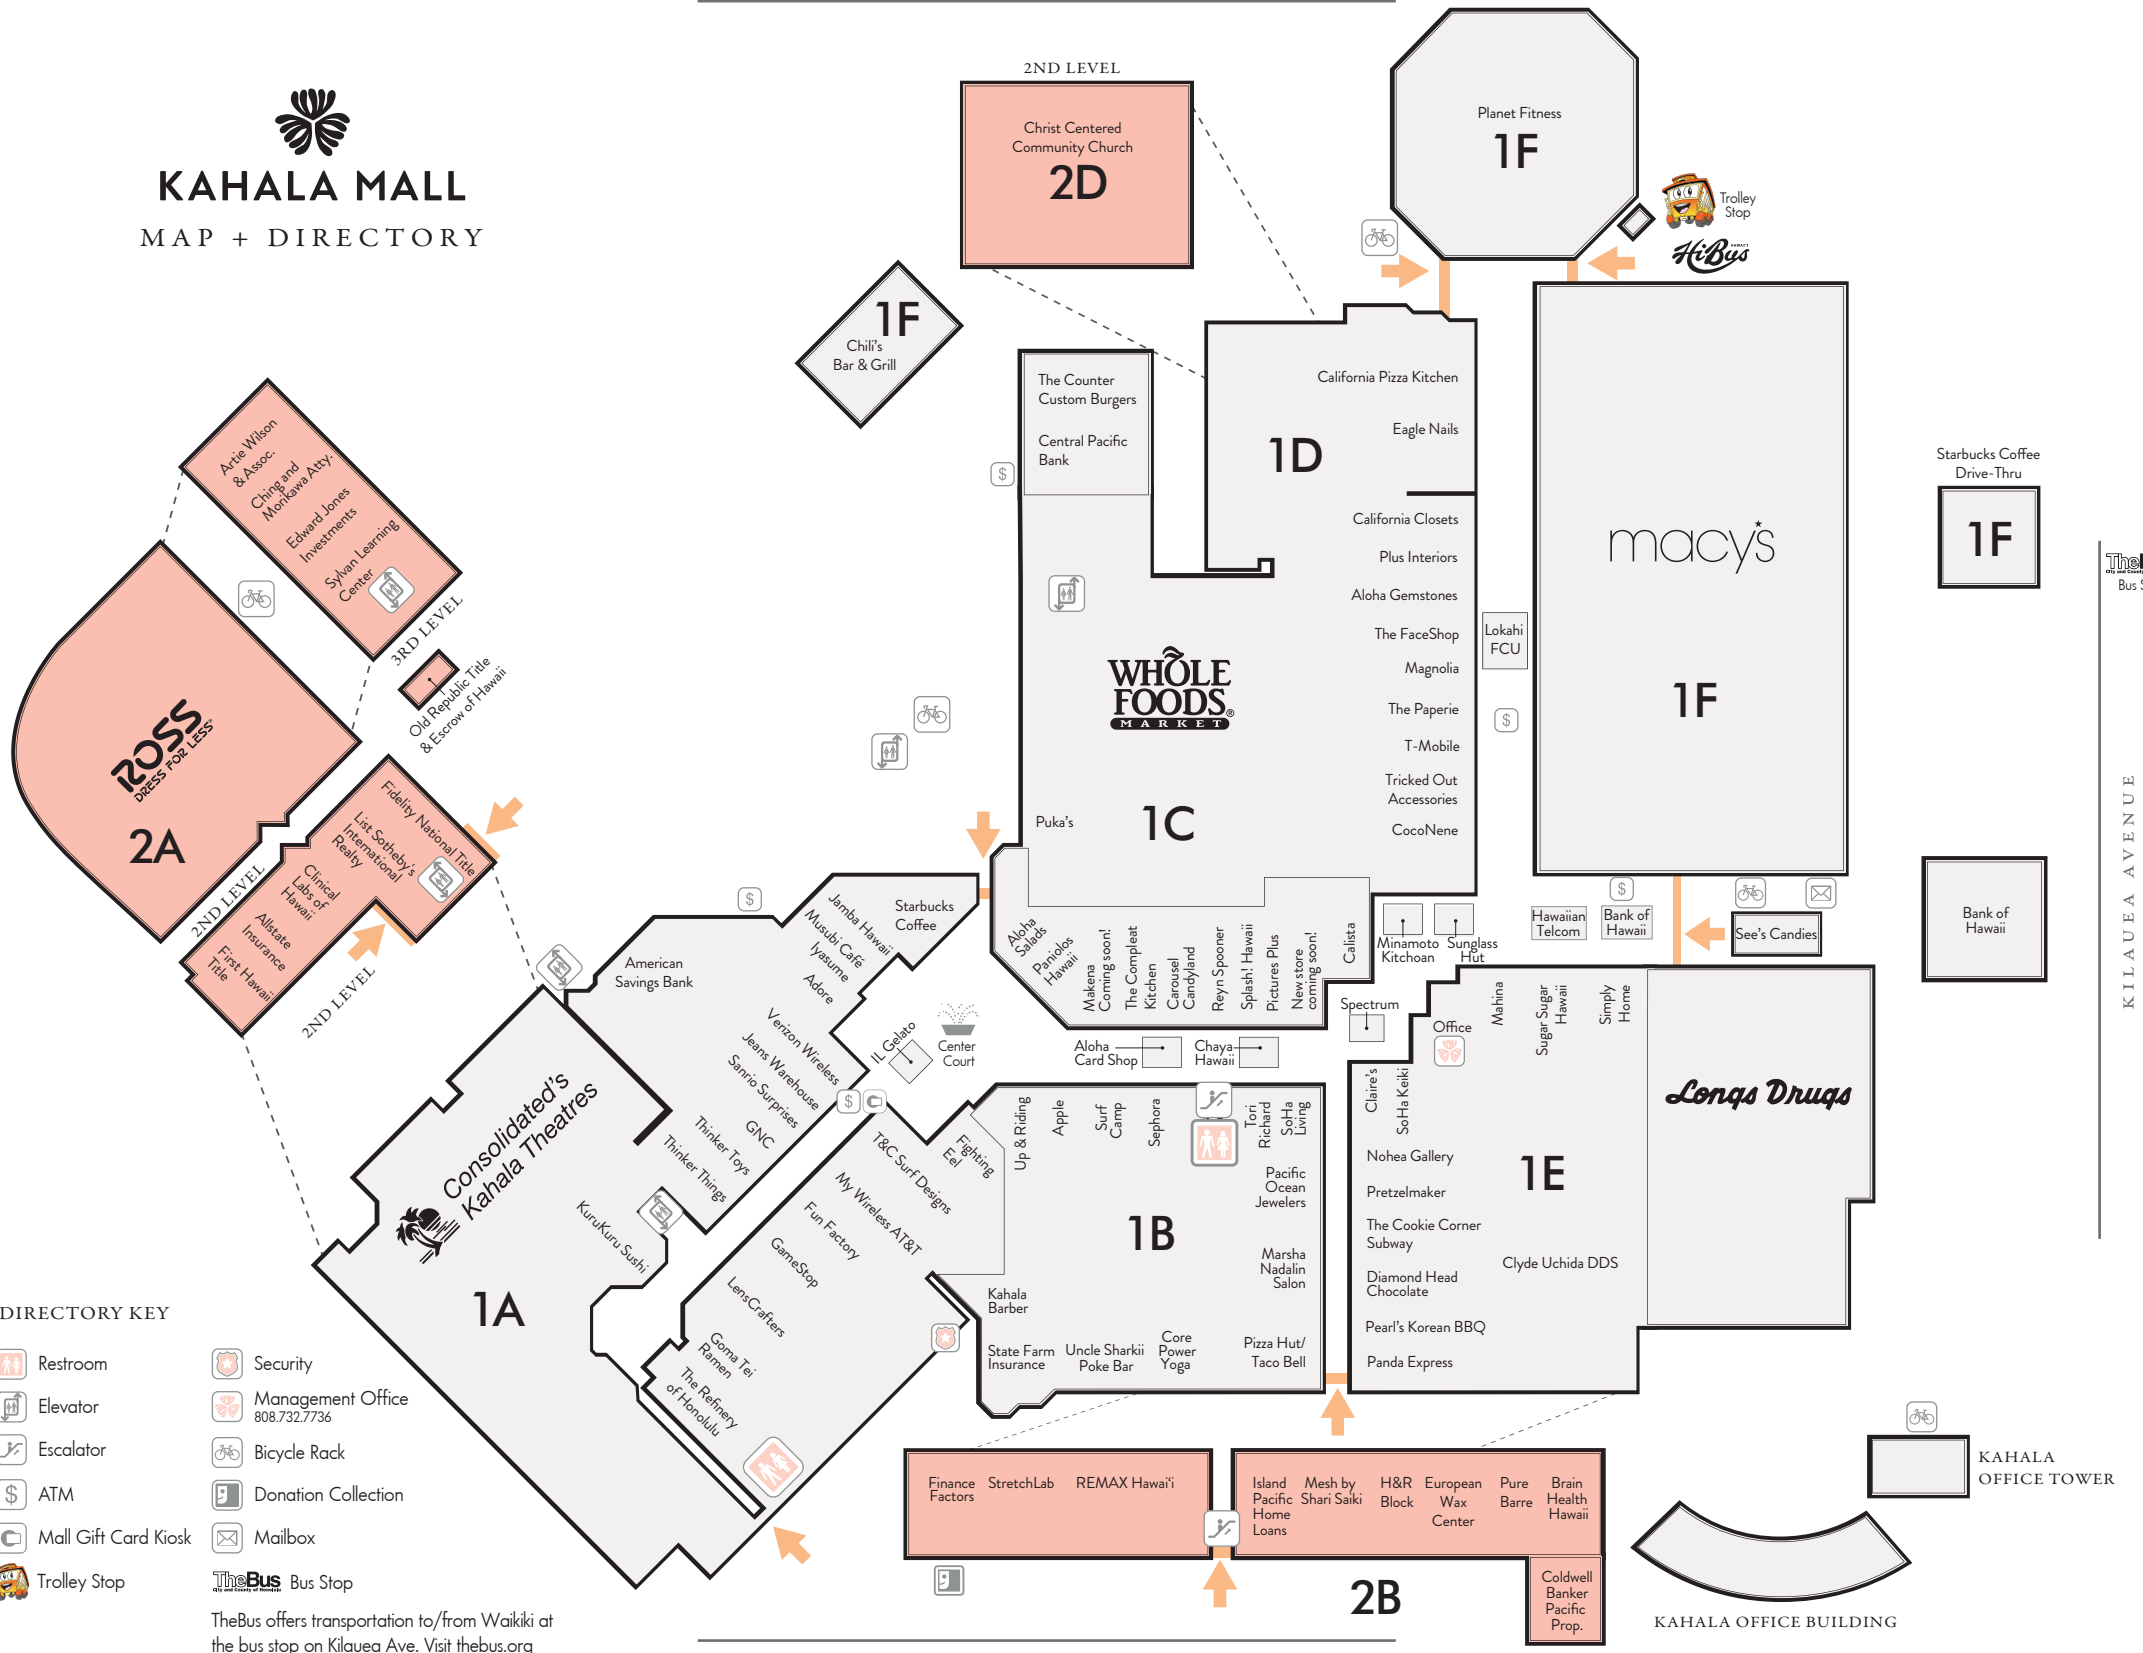 KAHALA MALL
MAP + DIRECTORY
2ND LEVEL
Christ Centered
Community Church
2D
Planet Fitness
1F
Trolley
Stop
HAWAI'I
HiBus
1F
Chili's
Bar & Grill
The Counter
Custom Burgers
Central Pacific
Bank
$
California Pizza Kitchen
Eagle Nails
1D
California Closets
Plus Interiors
Aloha Gemstones
The FaceShop
Magnolia
The Paperie
T-Mobile
Tricked Out
Accessories
CocoNene
Lokahi
FCU
$
macy's
1F
Starbucks Coffee
Drive-Thru
1F
Bus S
KILAUEA AVENUE
Bank of
Hawaii
Artie Wilson
& Assoc.
Ching and
Morikawa Atty.
Edward Jones
Investments
Sylvan Learning
Center
3RD LEVEL
Old Republic Title
& Escrow of Hawaii
ROSS
DRESS FOR LESS
2A
2ND LEVEL
Fidelity National Title
List Sotheby's
International
Realty
Clinical
Labs of
Hawaii
Allstate
Insurance
First Hawaii
Title
2ND LEVEL
WHOLE
FOODS®
MARKET
Puka's
1C
Aloha
Salads
Paniolos
Hawaii
Makena
Coming soon!
The Compleat
Kitchen
Carousel
Candyland
Reyn Spooner
Splash! Hawaii
Pictures Plus
New store
coming soon!
Calista
Minamoto
Kitchoan
Sunglass
Hut
Hawaiian
Telcom
$
Bank of
Hawaii
See's Candies
Spectrum
Aloha
Card Shop
Chaya
Hawaii
$
American
Savings Bank
Jamba Hawaii
Musubi Café
Iyasume
Adore
Starbucks
Coffee
Verizon Wireless
Jeans Warehouse
Sanrio Surprises
GNC
Thinker Toys
Thinker Things
IL Gelato
Center
Court
$
Consolidated's
Kahala Theatres
KuruKuru Sushi
1A
T&C Surf Designs
My Wireless AT&T
Fun Factory
GameStop
LensCrafters
Goma Tei
Ramen
The Refinery
of Honolulu
Fighting
Eel
Up & Riding
Apple
Surf
Camp
Sephora
Tori
Richard
SoHa
Living
Pacific
Ocean
Jewelers
1B
Marsha
Nadalin
Salon
Kahala
Barber
State Farm
Insurance
Uncle Sharkii
Poke Bar
Core
Power
Yoga
Pizza Hut/
Taco Bell
Office
Mahina
Sugar Sugar
Hawaii
Simply
Home
Claire's
SoHa Keiki
Nohea Gallery
Pretzelmaker
The Cookie Corner
Subway
Diamond Head
Chocolate
Pearl's Korean BBQ
Panda Express
1E
Clyde Uchida DDS
Longs Drugs
Finance
Factors
StretchLab
REMAX Hawai‘i
Island
Pacific
Home
Loans
Mesh by
Shari Saiki
H&R
Block
European
Wax
Center
Pure
Barre
Brain
Health
Hawaii
Coldwell
Banker
Pacific
Prop.
2B
KAHALA
OFFICE TOWER
KAHALA OFFICE BUILDING
DIRECTORY KEY
Restroom
Elevator
Escalator
$ ATM
Mall Gift Card Kiosk
Trolley Stop
Security
Management Office
808.732.7736
Bicycle Rack
Donation Collection
Mailbox
TheBus Bus Stop
City and County of Honolulu
TheBus offers transportation to/from Waikiki at
the bus stop on Kilauea Ave. Visit thebus.org